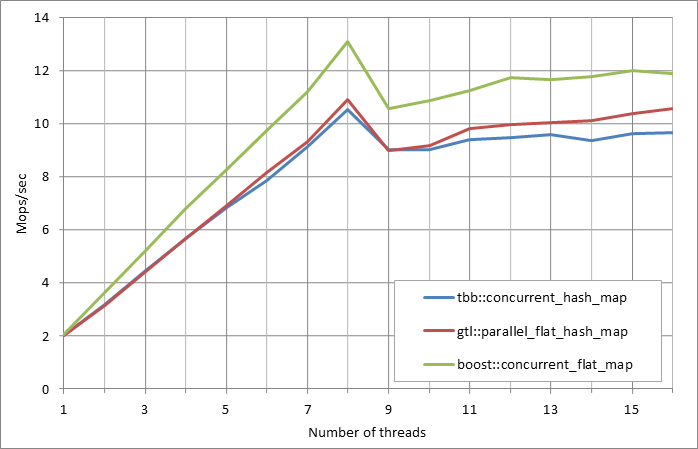 14
12
10
8
6
4
2
0
Mops/sec
tbb::concurrent_hash_map
gtl::parallel_flat_hash_map
boost::concurrent_flat_map
1 3 5 7 9 11 13 15
Number of threads